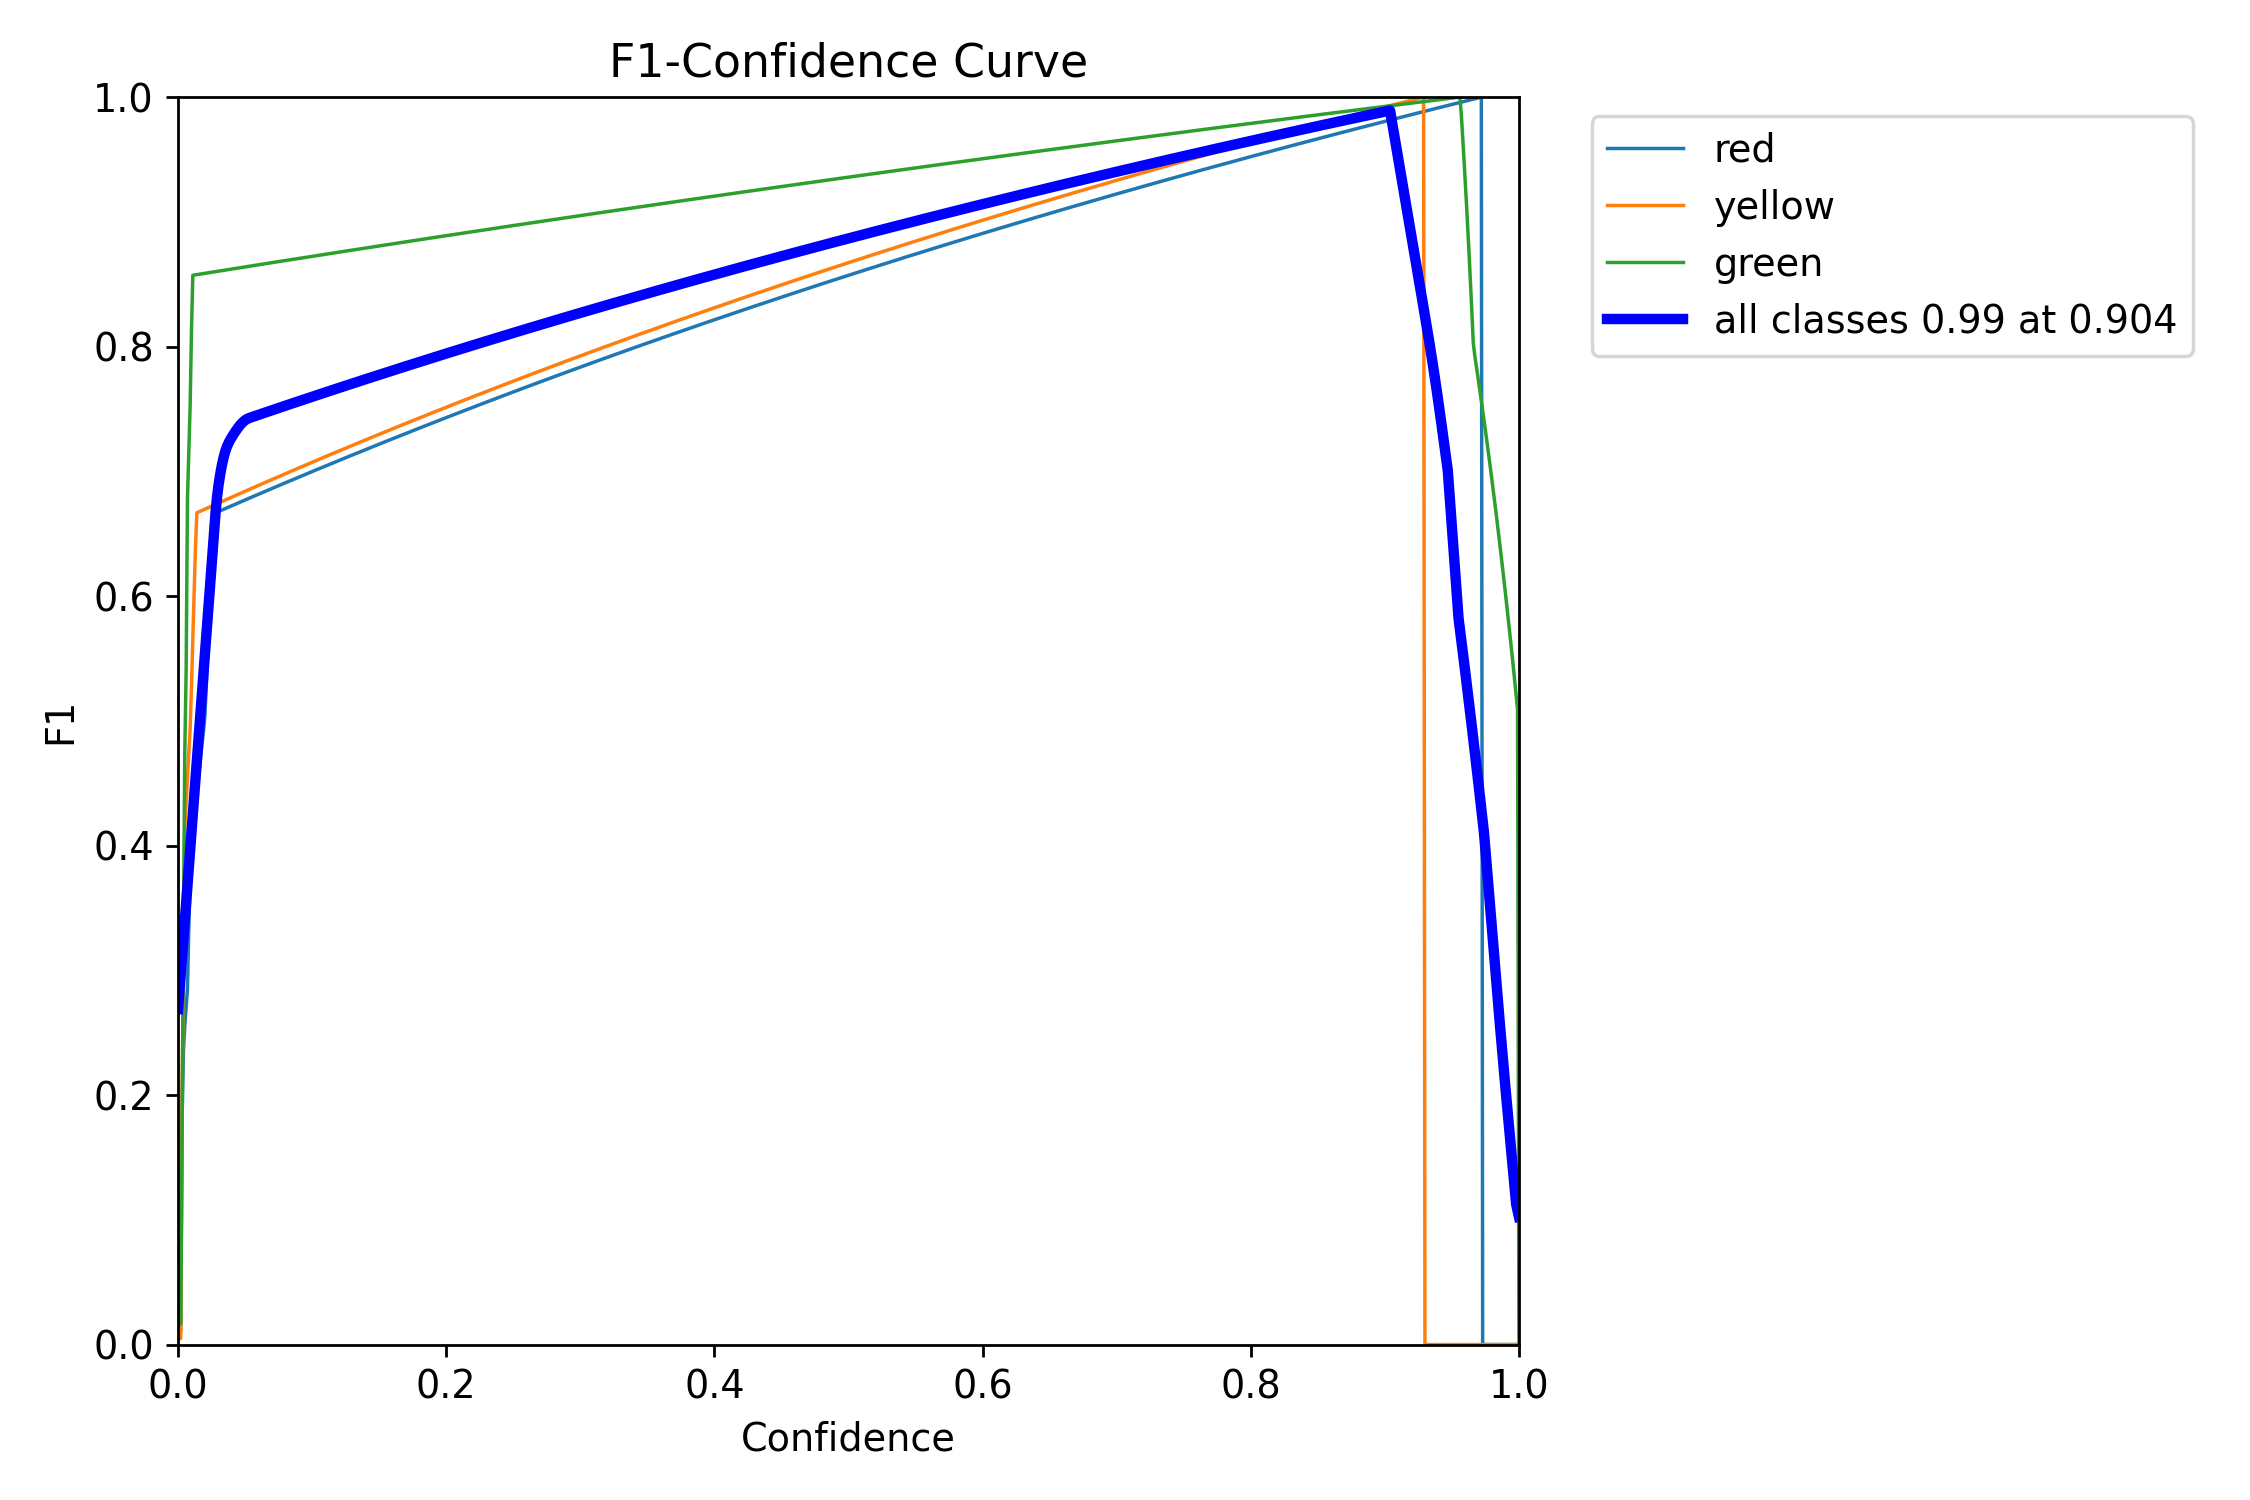 F1-Confidence Curve
1.0
0.8
0.6
0.4
0.2
0.0
F1
0.0 0.2 0.4 0.6 0.8 1.0
Confidence
red
yellow
green
all classes 0.99 at 0.904